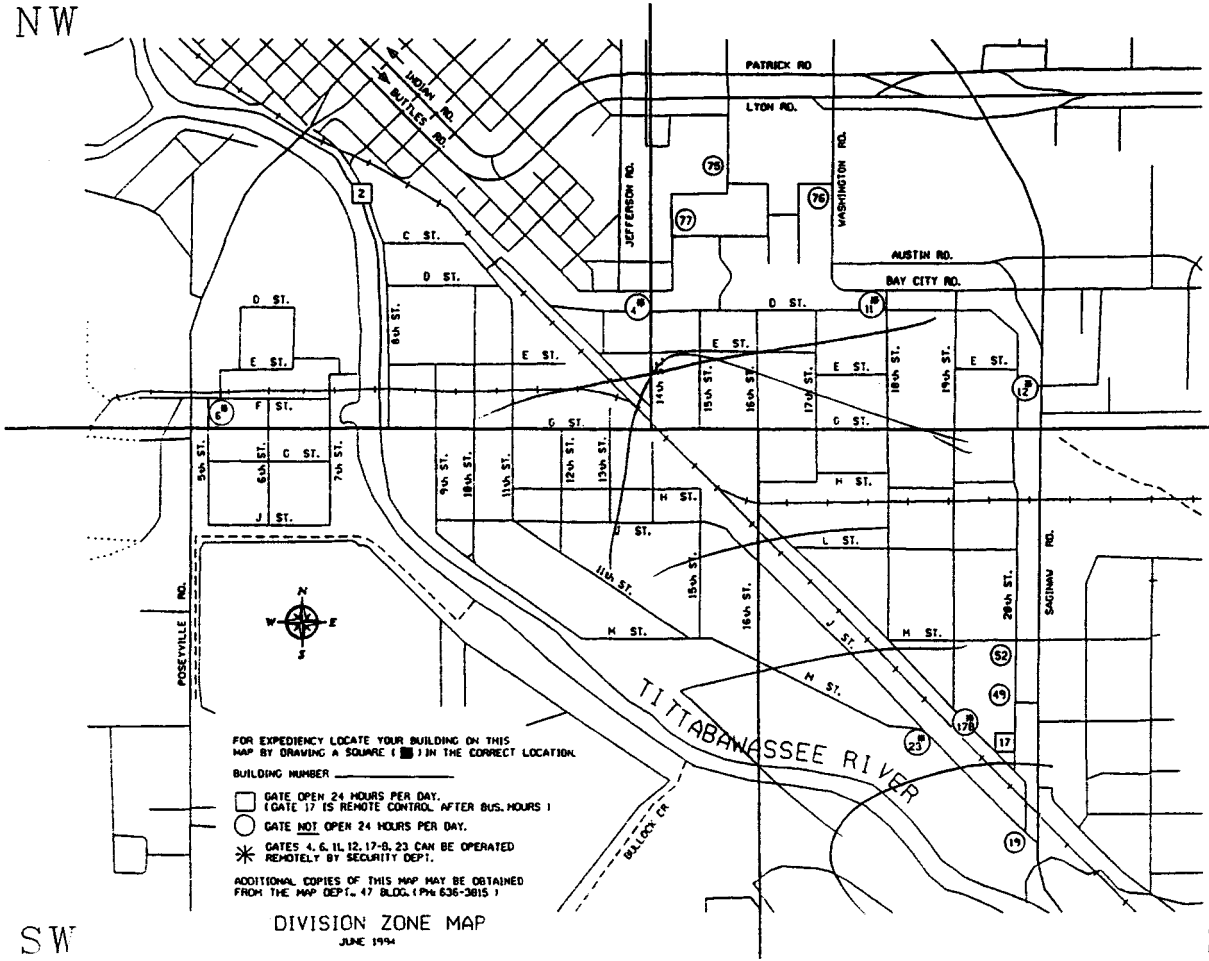 NW
PATRICK RD
LYON RD.
INDIAN RD.
BUTTLES RD.
JEFFERSON RD.
WASHINGTON RD.
75
76
77
2
C ST.
D ST.
AUSTIN RD.
BAY CITY RD.
4*
D ST.
11*
D ST.
8th ST.
E ST.
E ST.
E ST.
E ST.
E ST.
14th ST.
15th ST.
16th ST.
17th ST.
18th ST.
19th ST.
12*
6*
F ST.
G ST.
G ST.
5th ST.
6th ST.
G ST.
7th ST.
9th ST.
10th ST.
11th ST.
12th ST.
13th ST.
H ST.
H ST.
J ST.
J ST.
L ST.
11th ST.
15th ST.
16th ST.
J ST.
20th ST.
SAGINAW RD.
POSEYVILLE RD.
N
W E
S
M ST.
M ST.
M ST.
52
49
17B*
17
23*
19
TITTABAWASSEE RIVER
BULLOCK CR
FOR EXPEDIENCY LOCATE YOUR BUILDING ON THIS
MAP BY DRAWING A SQUARE ( ■ ) IN THE CORRECT LOCATION.
BUILDING NUMBER
GATE OPEN 24 HOURS PER DAY.
( GATE 17 IS REMOTE CONTROL AFTER BUS. HOURS )
GATE NOT OPEN 24 HOURS PER DAY.
* GATES 4, 6, 11, 12, 17-B, 23 CAN BE OPERATED
REMOTELY BY SECURITY DEPT.
ADDITIONAL COPIES OF THIS MAP MAY BE OBTAINED
FROM THE MAP DEPT., 47 BLDG. ( PH: 636-3815 )
DIVISION ZONE MAP
JUNE 1994
SW